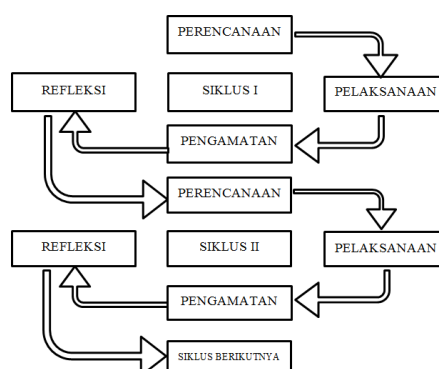 PERENCANAAN
REFLEKSI
SIKLUS I
PELAKSANAAN
PENGAMATAN
PERENCANAAN
REFLEKSI
SIKLUS II
PELAKSANAAN
PENGAMATAN
SIKLUS BERIKUTNYA